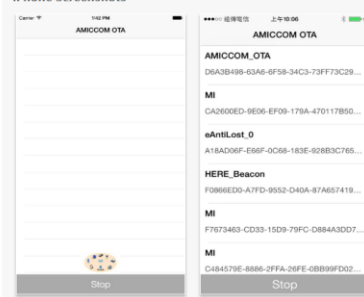 iPhone Screenshots
Carrier 1:42 PM
AMICCOM OTA
Stop
上午10:06
AMICCOM OTA
AMICCOM_OTA
D6A3B498-63A6-6F58-34C3-73FF73C29...
MI
CA2600ED-9E06-EF09-179A-470117B50...
eAntiLost_0
A18AD06F-E66F-0C68-183E-928B3C765...
HERE_Beacon
F0866ED0-A7FD-9552-D40A-87A657419...
MI
F7673463-CD33-15D9-79FC-D884A3DD7...
MI
C484579E-8886-2FFA-26FE-0BB99FD02...
Stop